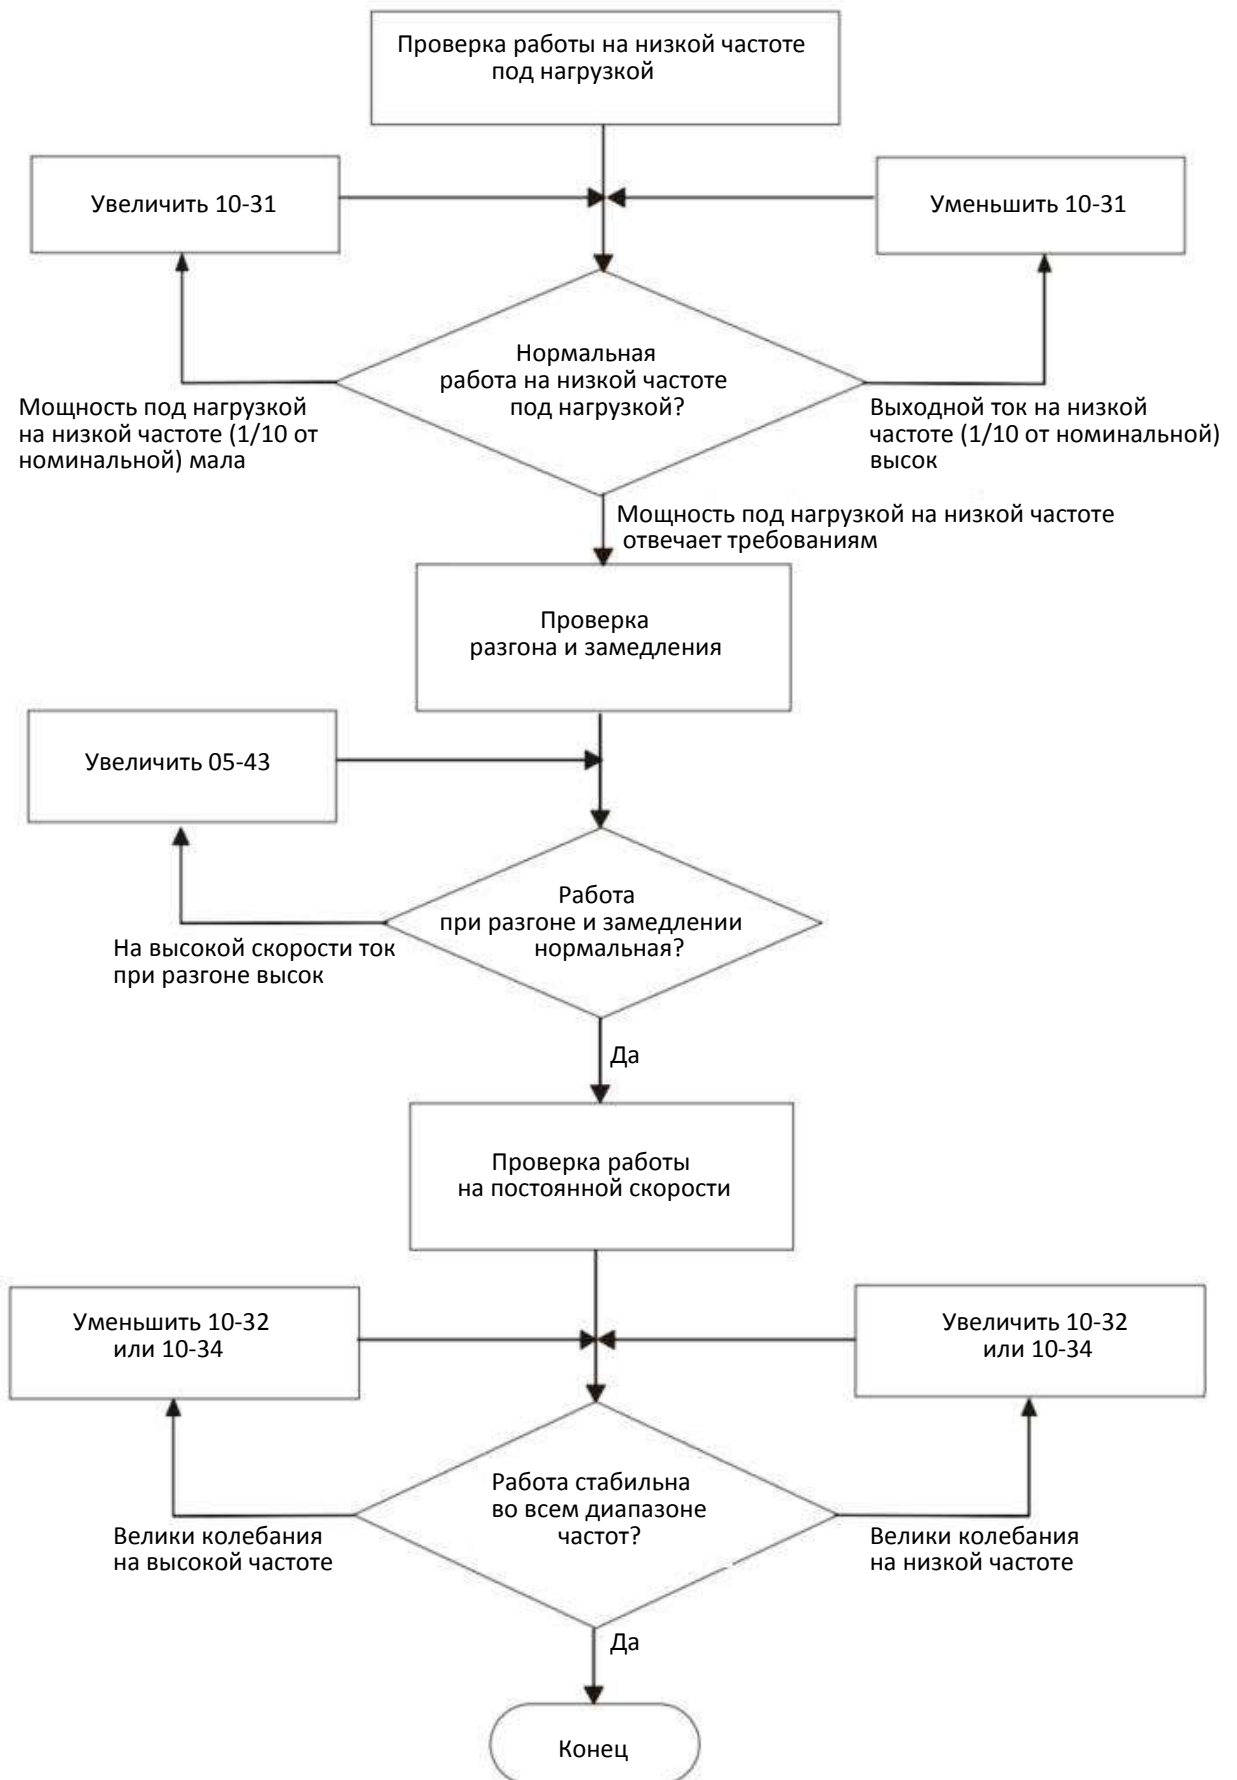 Проверка работы на низкой частоте
под нагрузкой
Увеличить 10-31
Уменьшить 10-31
Нормальная
работа на низкой частоте
под нагрузкой?
Мощность под нагрузкой
на низкой частоте (1/10 от
номинальной) мала
Выходной ток на низкой
частоте (1/10 от номинальной)
высок
Мощность под нагрузкой на низкой частоте
отвечает требованиям
Проверка
разгона и замедления
Увеличить 05-43
Работа
при разгоне и замедлении
нормальная?
На высокой скорости ток
при разгоне высок
Да
Проверка работы
на постоянной скорости
Уменьшить 10-32
или 10-34
Увеличить 10-32
или 10-34
Работа стабильна
во всем диапазоне
частот?
Велики колебания
на высокой частоте
Велики колебания
на низкой частоте
Да
Конец